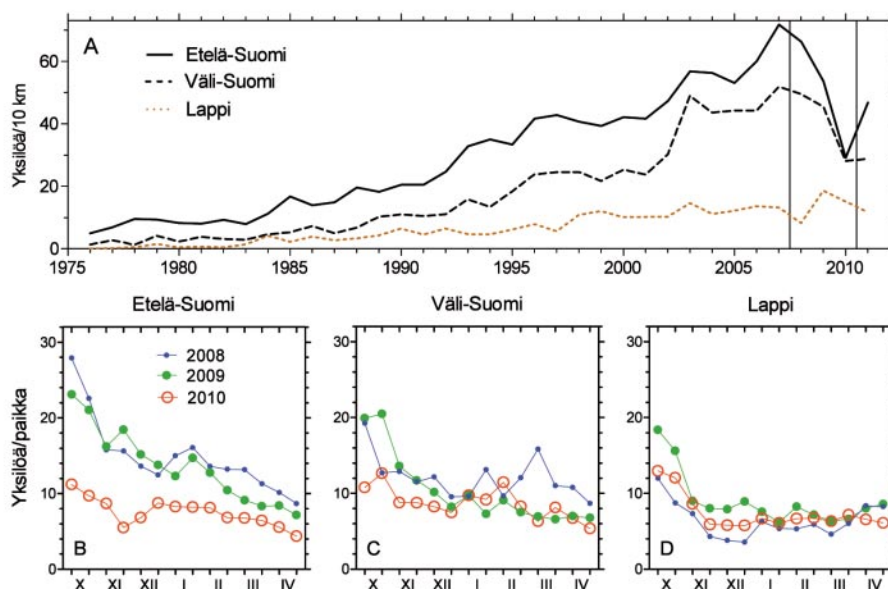 A
Etelä-Suomi
Väli-Suomi
Lappi
Yksilöä/10 km
60
40
20
0
1975 1980 1985 1990 1995 2000 2005 2010
Etelä-Suomi Väli-Suomi Lappi
Yksilöä/paikka
30 30 30
20 20 20
10 10 10
0 0 0
2008
2009
2010
B C D
X XI XII I II III IV X XI XII I II III IV X XI XII I II III IV